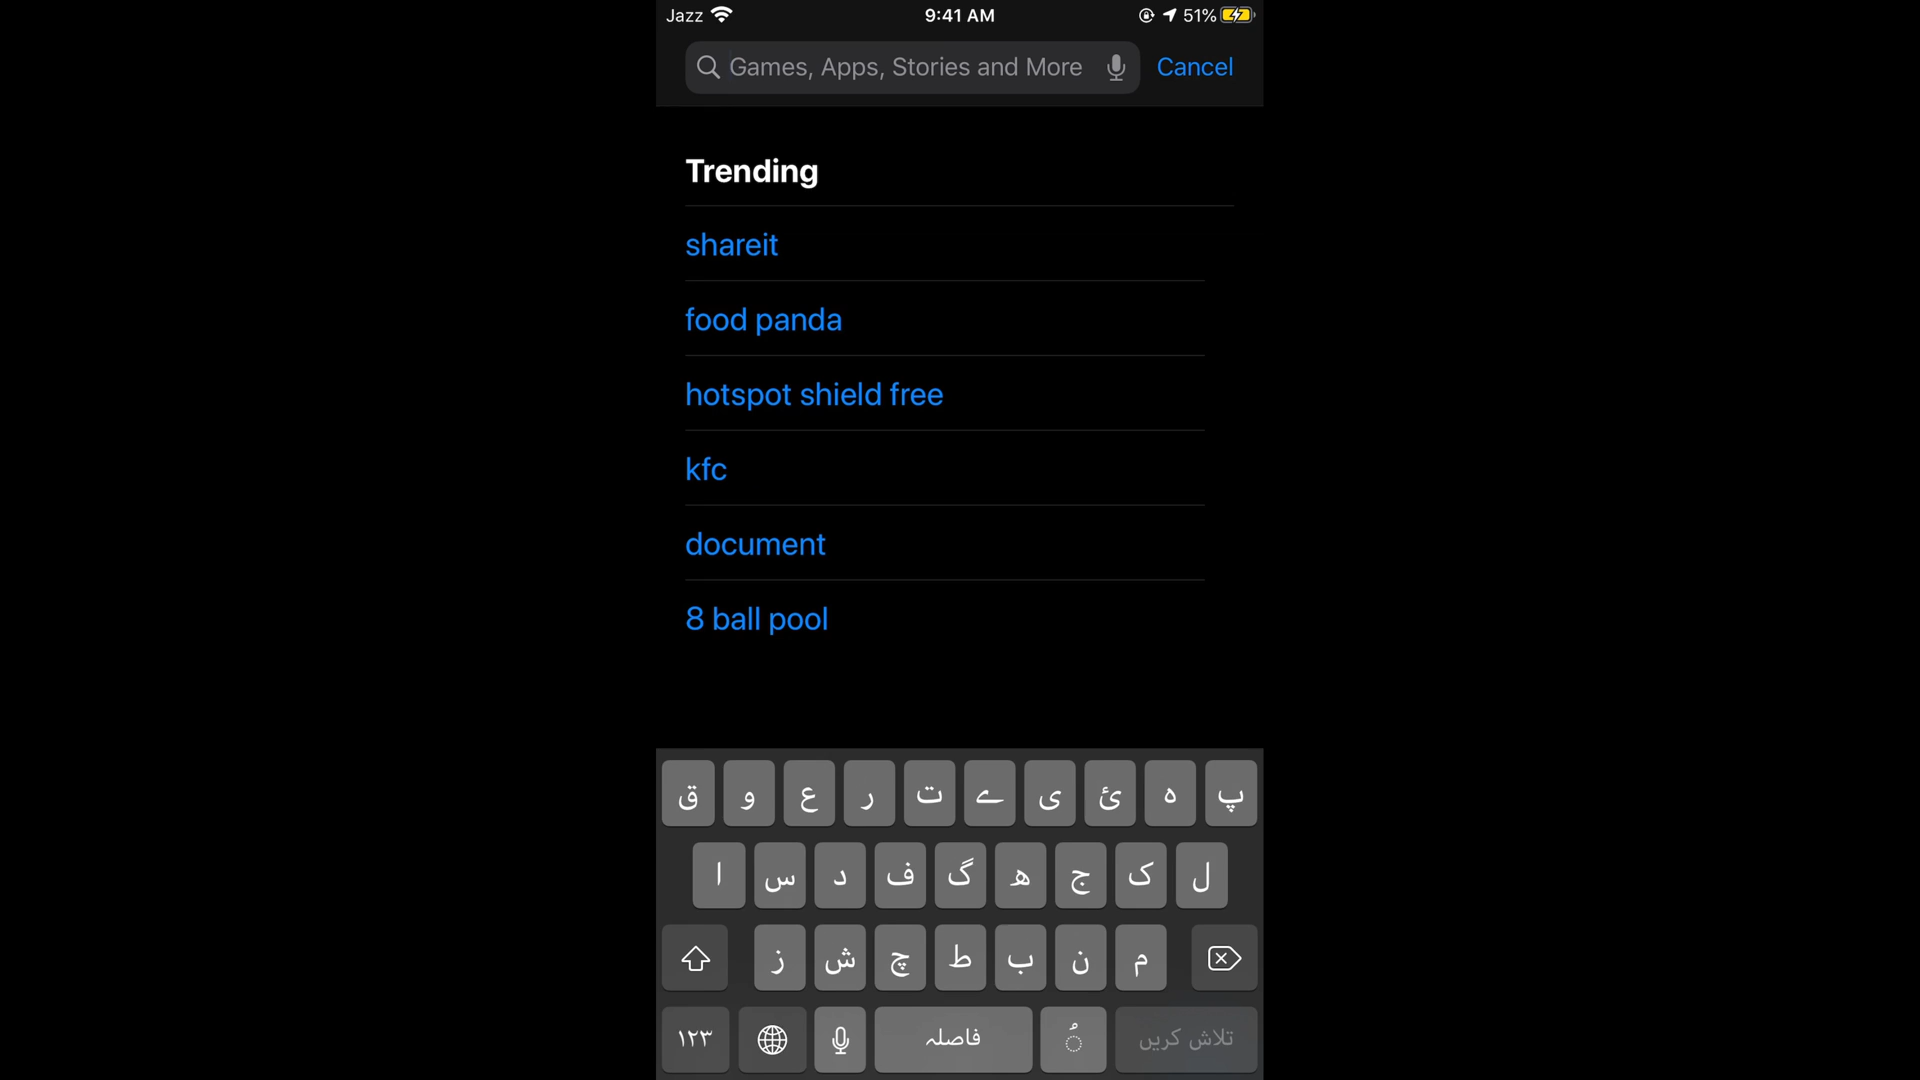 Jazz 9:41 AM 51%
Games, Apps, Stories and More Cancel
Trending
shareit
food panda
hotspot shield free
kfc
document
8 ball pool
ق و ع ر ت ے ی ئ ہ پ
ا س د ف گ ھ ج ک ل
ز ش چ ط ب ن م
۱۲۳ فاصلہ ُ تلاش کریں